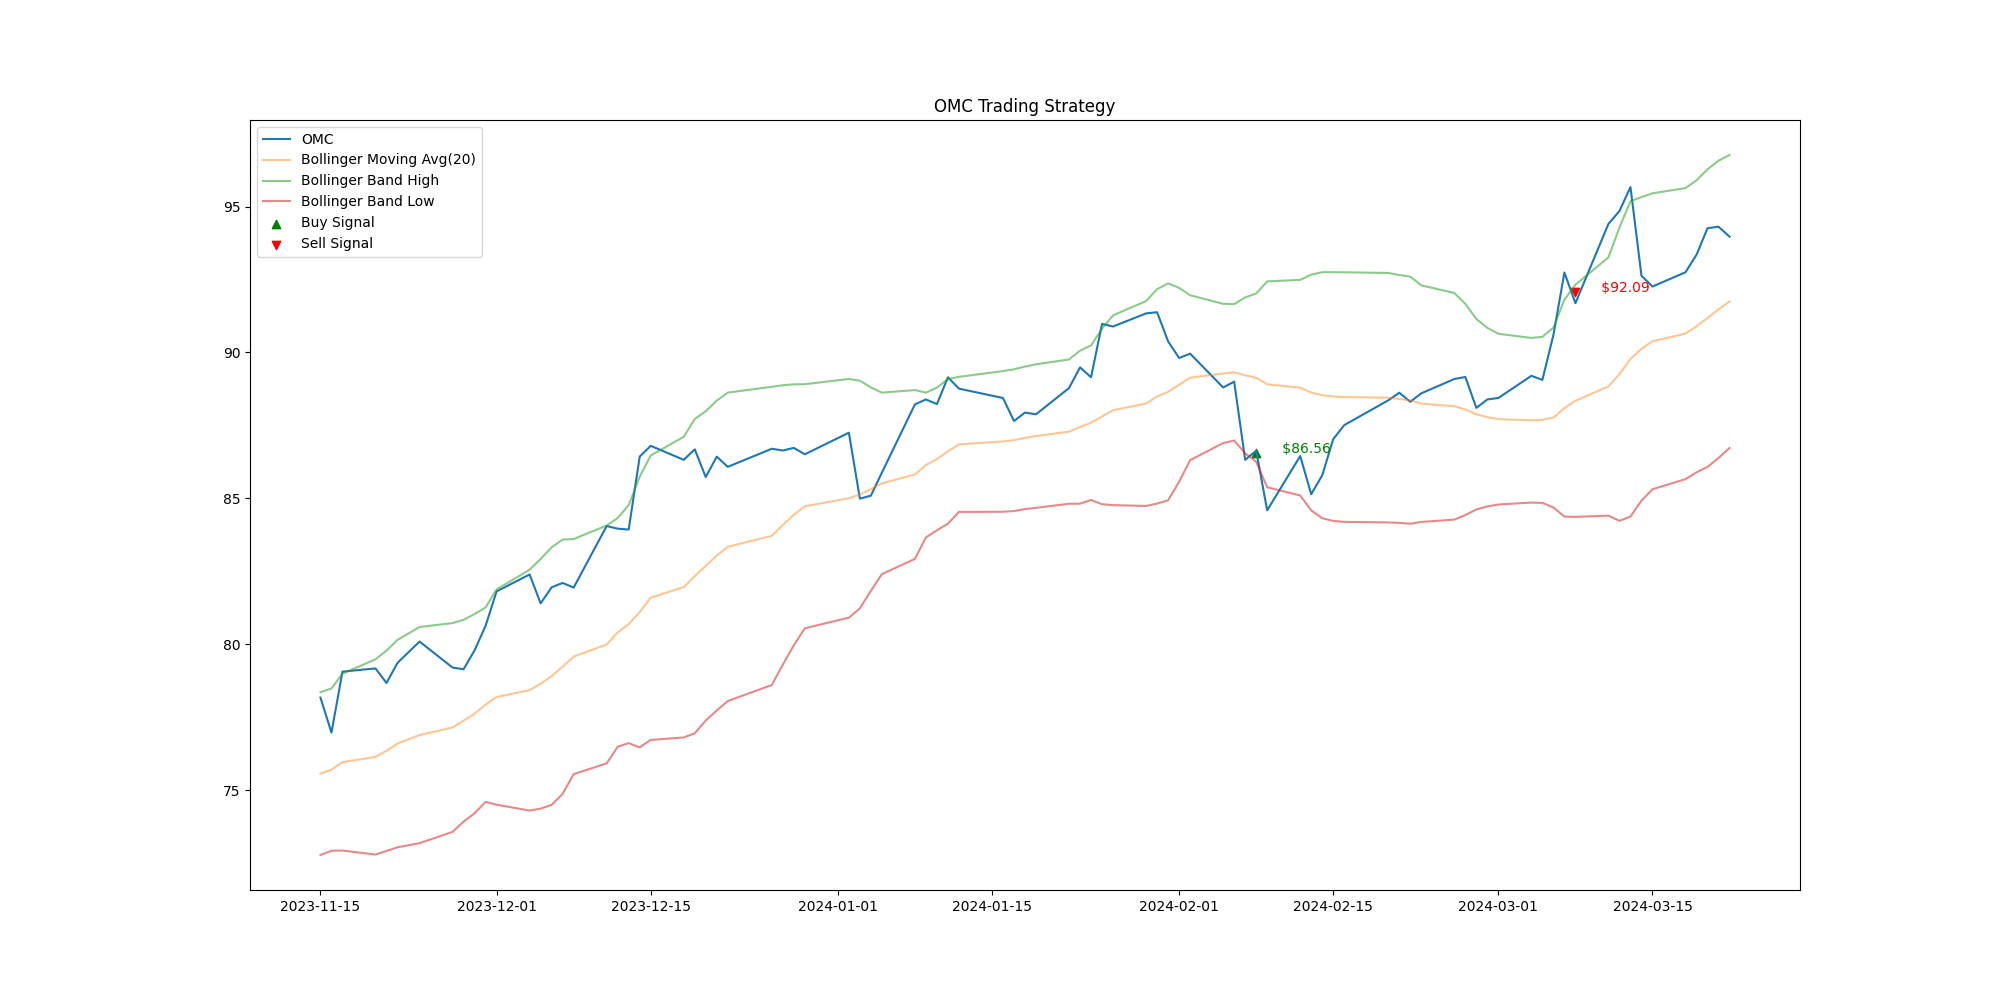 OMC Trading Strategy
OMC
Bollinger Moving Avg(20)
Bollinger Band High
Bollinger Band Low
Buy Signal
Sell Signal
95
90
85
80
75
$92.09
$86.56
2023-11-15 2023-12-01 2023-12-15 2024-01-01 2024-01-15 2024-02-01 2024-02-15 2024-03-01 2024-03-15